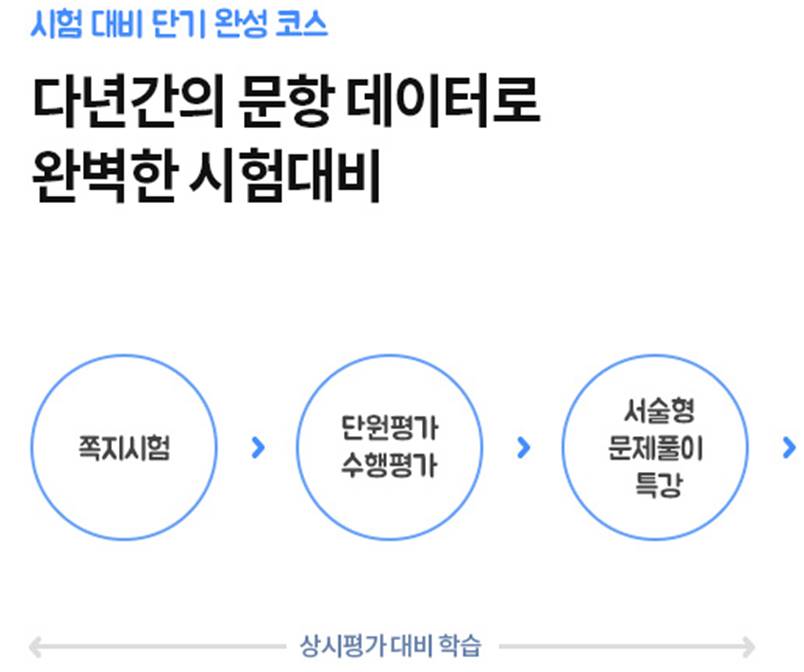 시험 대비 단기 완성 코스
다년간의 문항 데이터로
완벽한 시험대비
쪽지시험
단원평가
수행평가
서술형
문제풀이
특강
상시평가 대비 학습